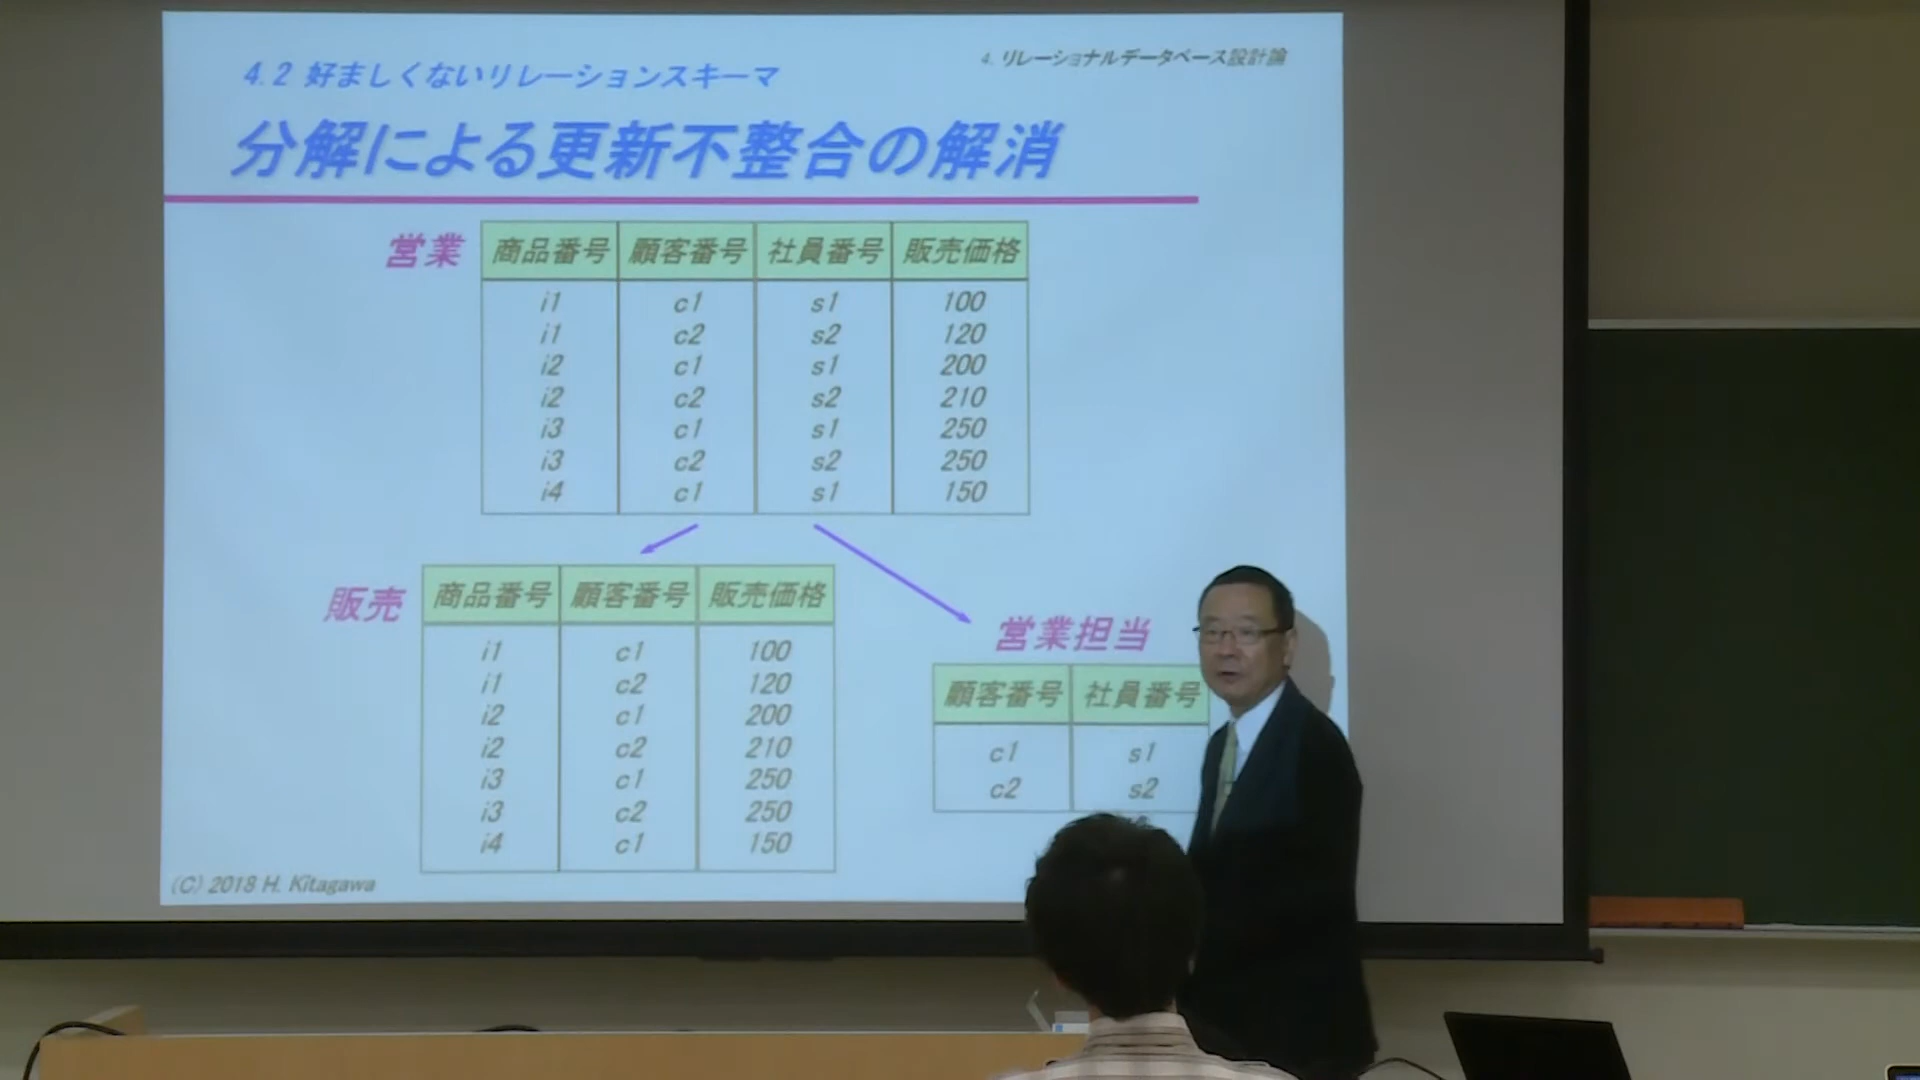 4. リレーショナルデータベース設計論
4.2 好ましくないリレーションスキーマ
分解による更新不整合の解消
営業
商品番号 顧客番号 社員番号 販売価格
i1 c1 s1 100
i1 c2 s2 120
i2 c1 s1 200
i2 c2 s2 210
i3 c1 s1 250
i3 c2 s2 250
i4 c1 s1 150
販売
商品番号 顧客番号 販売価格
i1 c1 100
i1 c2 120
i2 c1 200
i2 c2 210
i3 c1 250
i3 c2 250
i4 c1 150
営業担当
顧客番号 社員番号
c1 s1
c2 s2
(C) 2018 H. Kitagawa